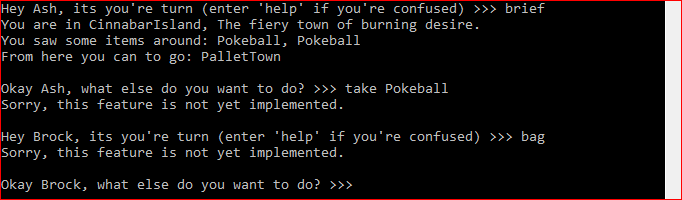 Hey Ash, its you're turn (enter 'help' if you're confused) >>> brief
You are in CinnabarIsland, The fiery town of burning desire.
You saw some items around: Pokeball, Pokeball
From here you can to go: PalletTown
Okay Ash, what else do you want to do? >>> take Pokeball
Sorry, this feature is not yet implemented.
Hey Brock, its you're turn (enter 'help' if you're confused) >>> bag
Sorry, this feature is not yet implemented.
Okay Brock, what else do you want to do? >>>